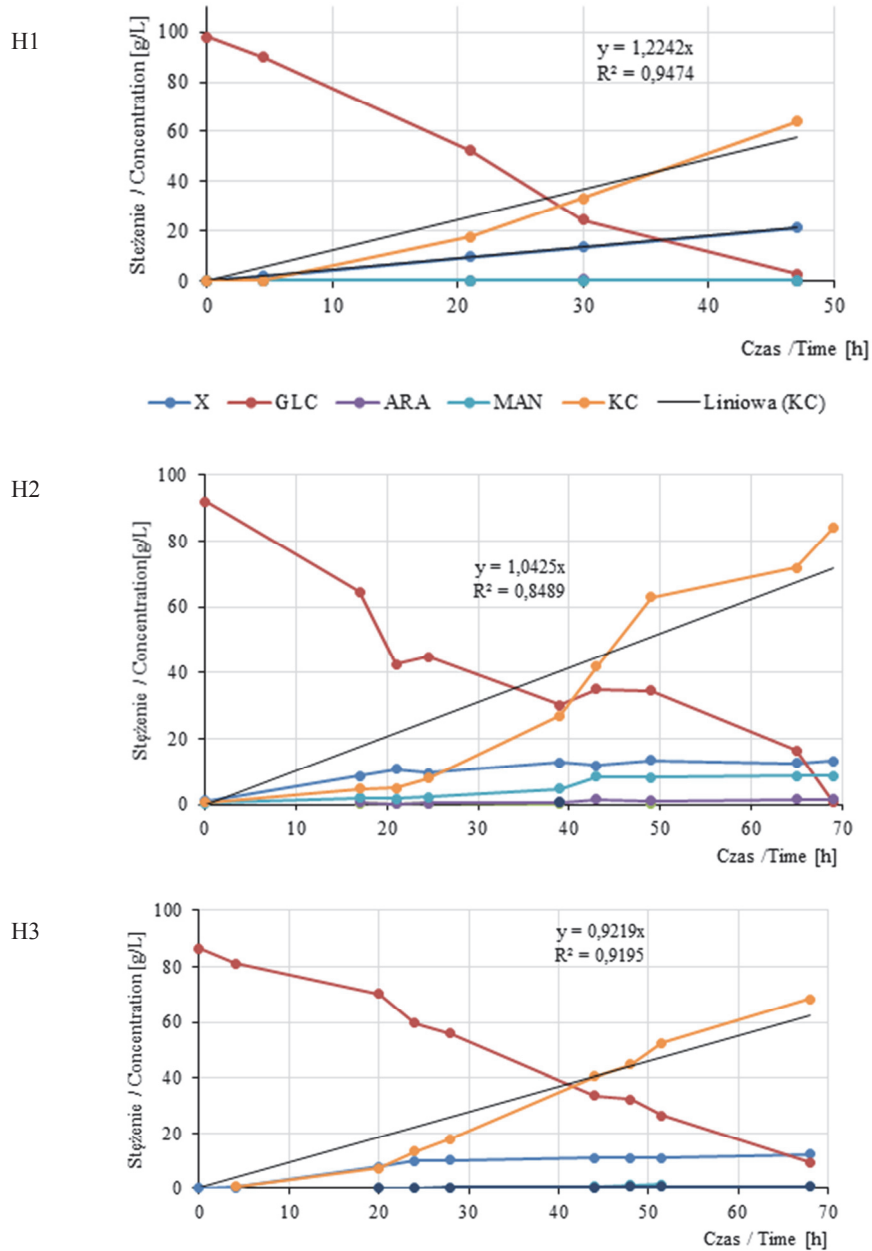 H1
Stężenie / Concentration [g/L]
100
80
60
40
20
0
y = 1,2242x
R² = 0,9474
0 10 20 30 40 50
Czas /Time [h]
X GLC ARA MAN KC Liniowa (KC)
H2
Stężenie / Concentration[g/L]
100
80
60
40
20
0
y = 1,0425x
R² = 0,8489
0 10 20 30 40 50 60 70
Czas /Time [h]
H3
Stężenie / Concentration [g/L]
100
80
60
40
20
0
y = 0,9219x
R² = 0,9195
0 10 20 30 40 50 60 70
Czas / Time [h]